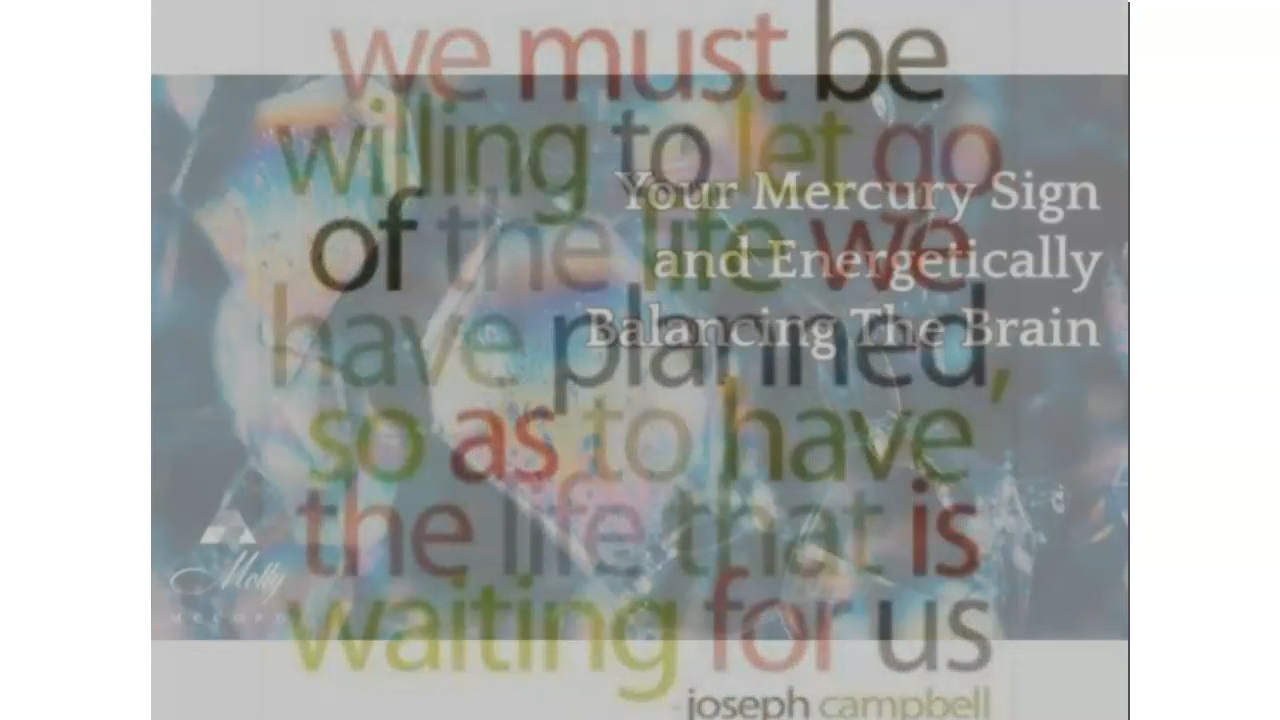 we must be
willing to let go
of the life we
have planned,
so as to have
the life that is
waiting for us
-joseph campbell
Your Mercury Sign
and Energetically
Balancing The Brain
Molly